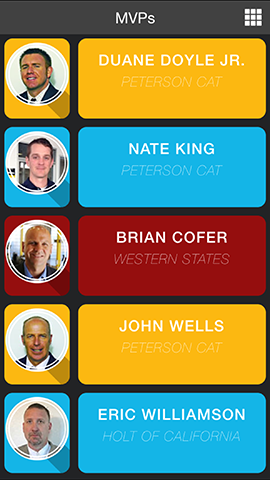 MVPs
DUANE DOYLE JR.
PETERSON CAT
NATE KING
PETERSON CAT
BRIAN COFER
WESTERN STATES
JOHN WELLS
PETERSON CAT
ERIC WILLIAMSON
HOLT OF CALIFORNIA